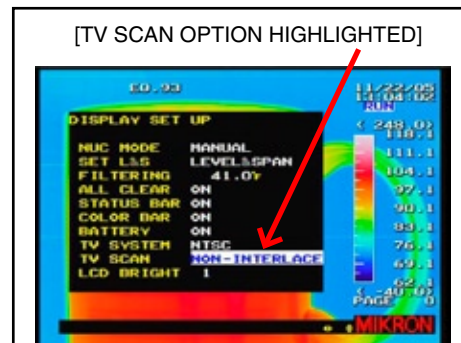 [TV SCAN OPTION HIGHLIGHTED]
E0.93
11/22/05
RUN
DISPLAY SET UP
NUC MODE MANUAL
SET L&S LEVEL&SPAN
FILTERING 41.0
ALL CLEAR ON
STATUS BAR ON
COLOR BAR ON
BATTERY ON
TV SYSTEM NTSC
TV SCAN NON-INTERLACE
LCD BRIGHT 1
111.1
104.1
97.1
90.1
83.1
76.1
69.1
62.1
PAGE 0
MIKRON